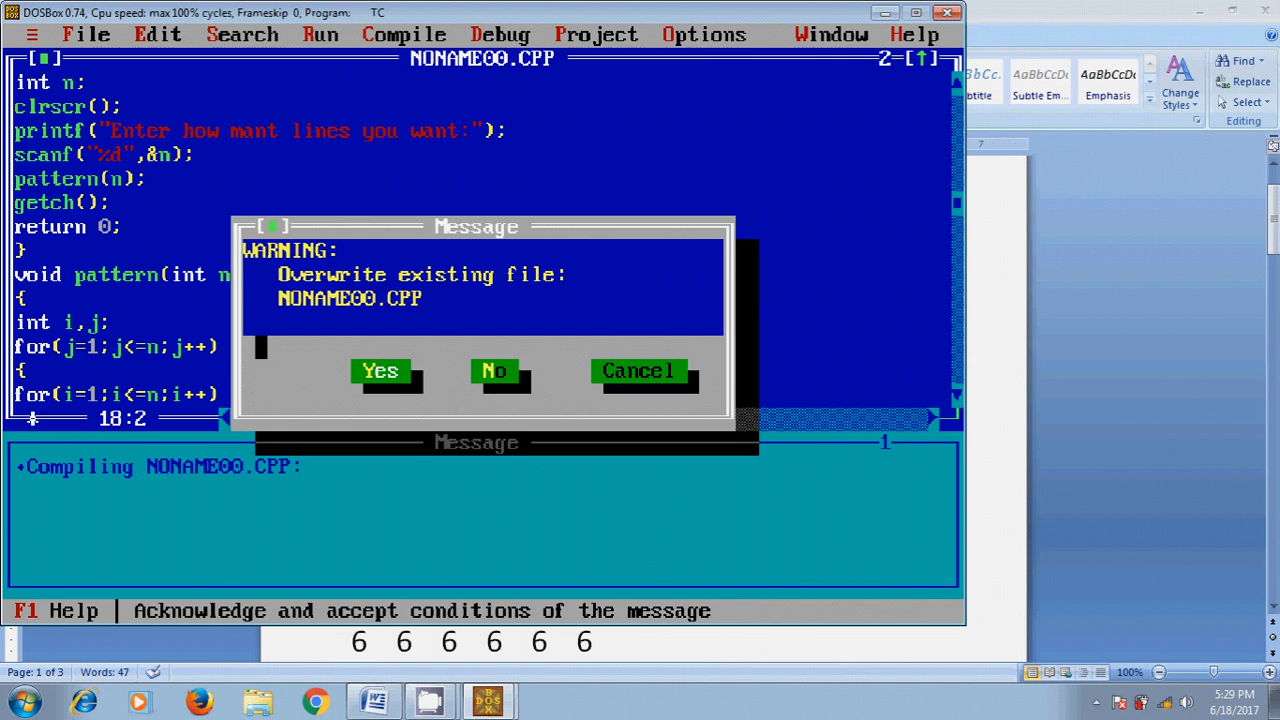 DOSBox 0.74, Cpu speed: max 100% cycles, Frameskip 0, Program: TC
≡ File Edit Search Run Compile Debug Project Options Window Help
[■] NONAME00.CPP 2=[↑]
int n;
clrscr();
printf("Enter how mant lines you want:");
scanf("%d",&n);
pattern(n);
getch();
return 0;
}
void pattern(int n
{
int i,j;
for(j=1;j<=n;j++)
{
for(i=1;i<=n;i++)
18:2
[■] Message
WARNING:
Overwrite existing file:
NONAME00.CPP
Yes No Cancel
Message 1
•Compiling NONAME00.CPP:
F1 Help | Acknowledge and accept conditions of the message
AaBbCc. AaBbCcDc AaBbCcDc
btitle Subtle Em... Emphasis
Change
Styles
Find
Replace
Select
Editing
7
6 6 6 6 6 6
Page: 1 of 3 Words: 47 100%
5:29 PM
6/18/2017